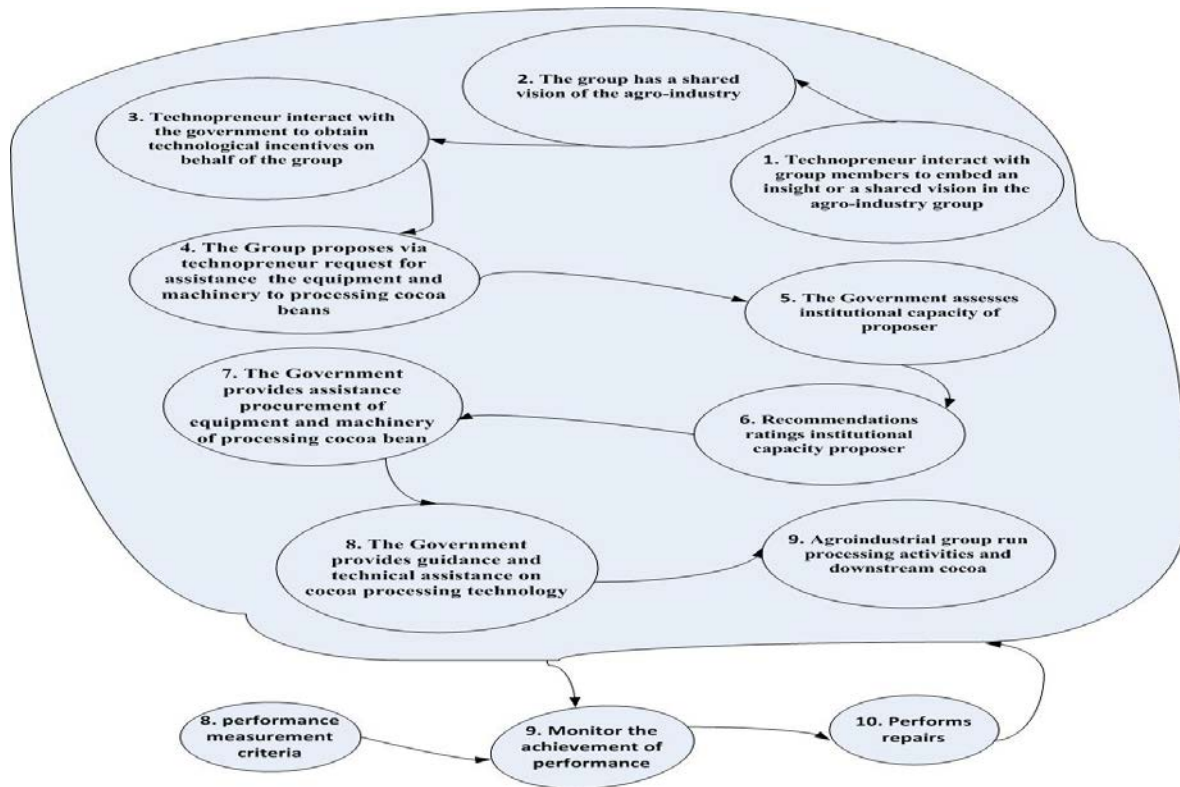 2. The group has a shared
vision of the agro-industry
3. Technopreneur interact with
the government to obtain
technological incentives on
behalf of the group
1. Technopreneur interact with
group members to embed an
insight or a shared vision in the
agro-industry group
4. The Group proposes via
technopreneur request for
assistance the equipment and
machinery to processing cocoa
beans
5. The Government assesses
institutional capacity of
proposer
7. The Government
provides assistance
procurement of
equipment and machinery
of processing cocoa bean
6. Recommendations
ratings institutional
capacity proposer
8. The Government
provides guidance and
technical assistance on
cocoa processing technology
9. Agroindustrial group run
processing activities and
downstream cocoa
8. performance
measurement
criteria
9. Monitor the
achievement of
performance
10. Performs
repairs